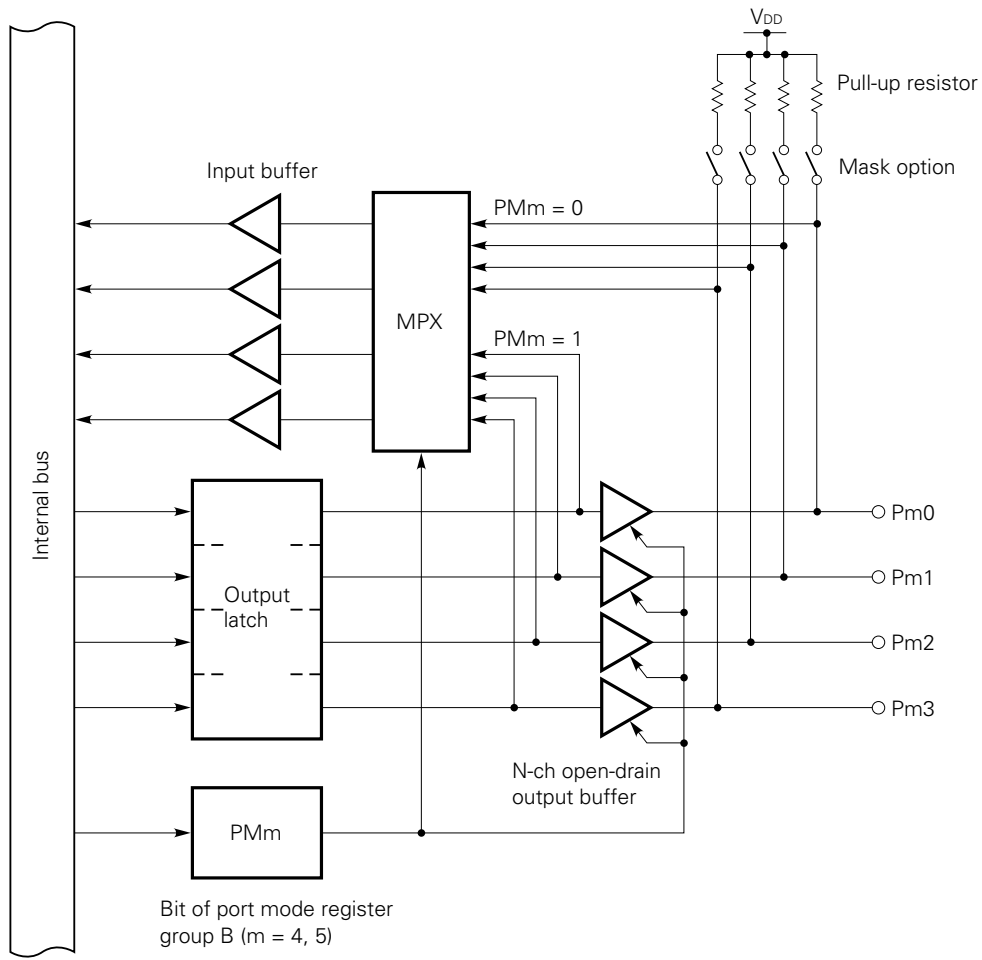 VDD
Pull-up resistor
Mask option
Input buffer
PMm = 0
MPX
PMm = 1
Internal bus
Output
latch
Pm0
Pm1
Pm2
Pm3
N-ch open-drain
output buffer
PMm
Bit of port mode register
group B (m = 4, 5)